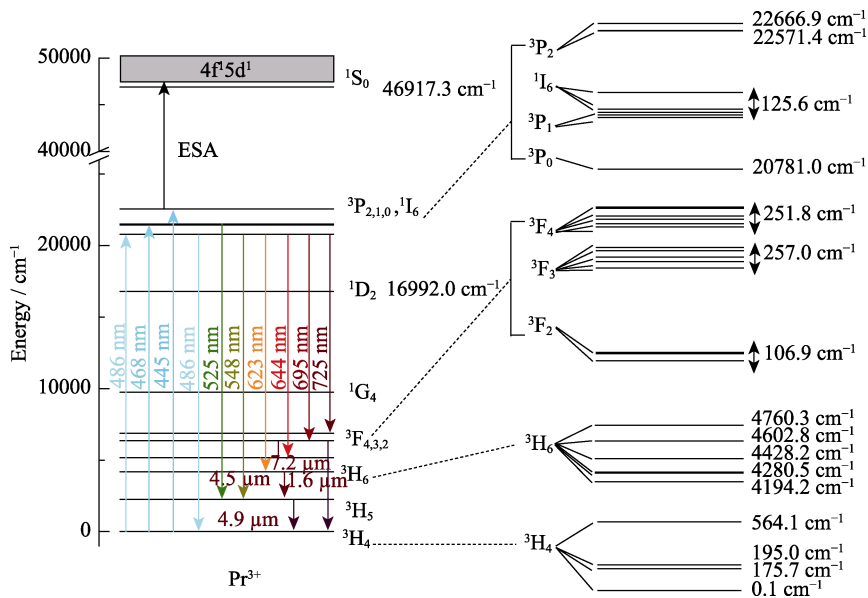 50000
40000
20000
10000
0
Energy / cm⁻¹
4f¹5d¹
¹S₀
46917.3 cm⁻¹
ESA
³P₂,₁,₀ ,¹I₆
¹D₂ 16992.0 cm⁻¹
486 nm
468 nm
445 nm
486 nm
525 nm
548 nm
623 nm
644 nm
695 nm
725 nm
¹G₄
³F₄,₃,₂
7.2 µm
³H₆
4.5 µm
1.6 µm
³H₅
4.9 µm
³H₄
Pr³⁺
³P₂
22666.9 cm⁻¹
22571.4 cm⁻¹
¹I₆
125.6 cm⁻¹
³P₁
³P₀
20781.0 cm⁻¹
³F₄
251.8 cm⁻¹
³F₃
257.0 cm⁻¹
³F₂
106.9 cm⁻¹
³H₆
4760.3 cm⁻¹
4602.8 cm⁻¹
4428.2 cm⁻¹
4280.5 cm⁻¹
4194.2 cm⁻¹
³H₄
564.1 cm⁻¹
195.0 cm⁻¹
175.7 cm⁻¹
0.1 cm⁻¹